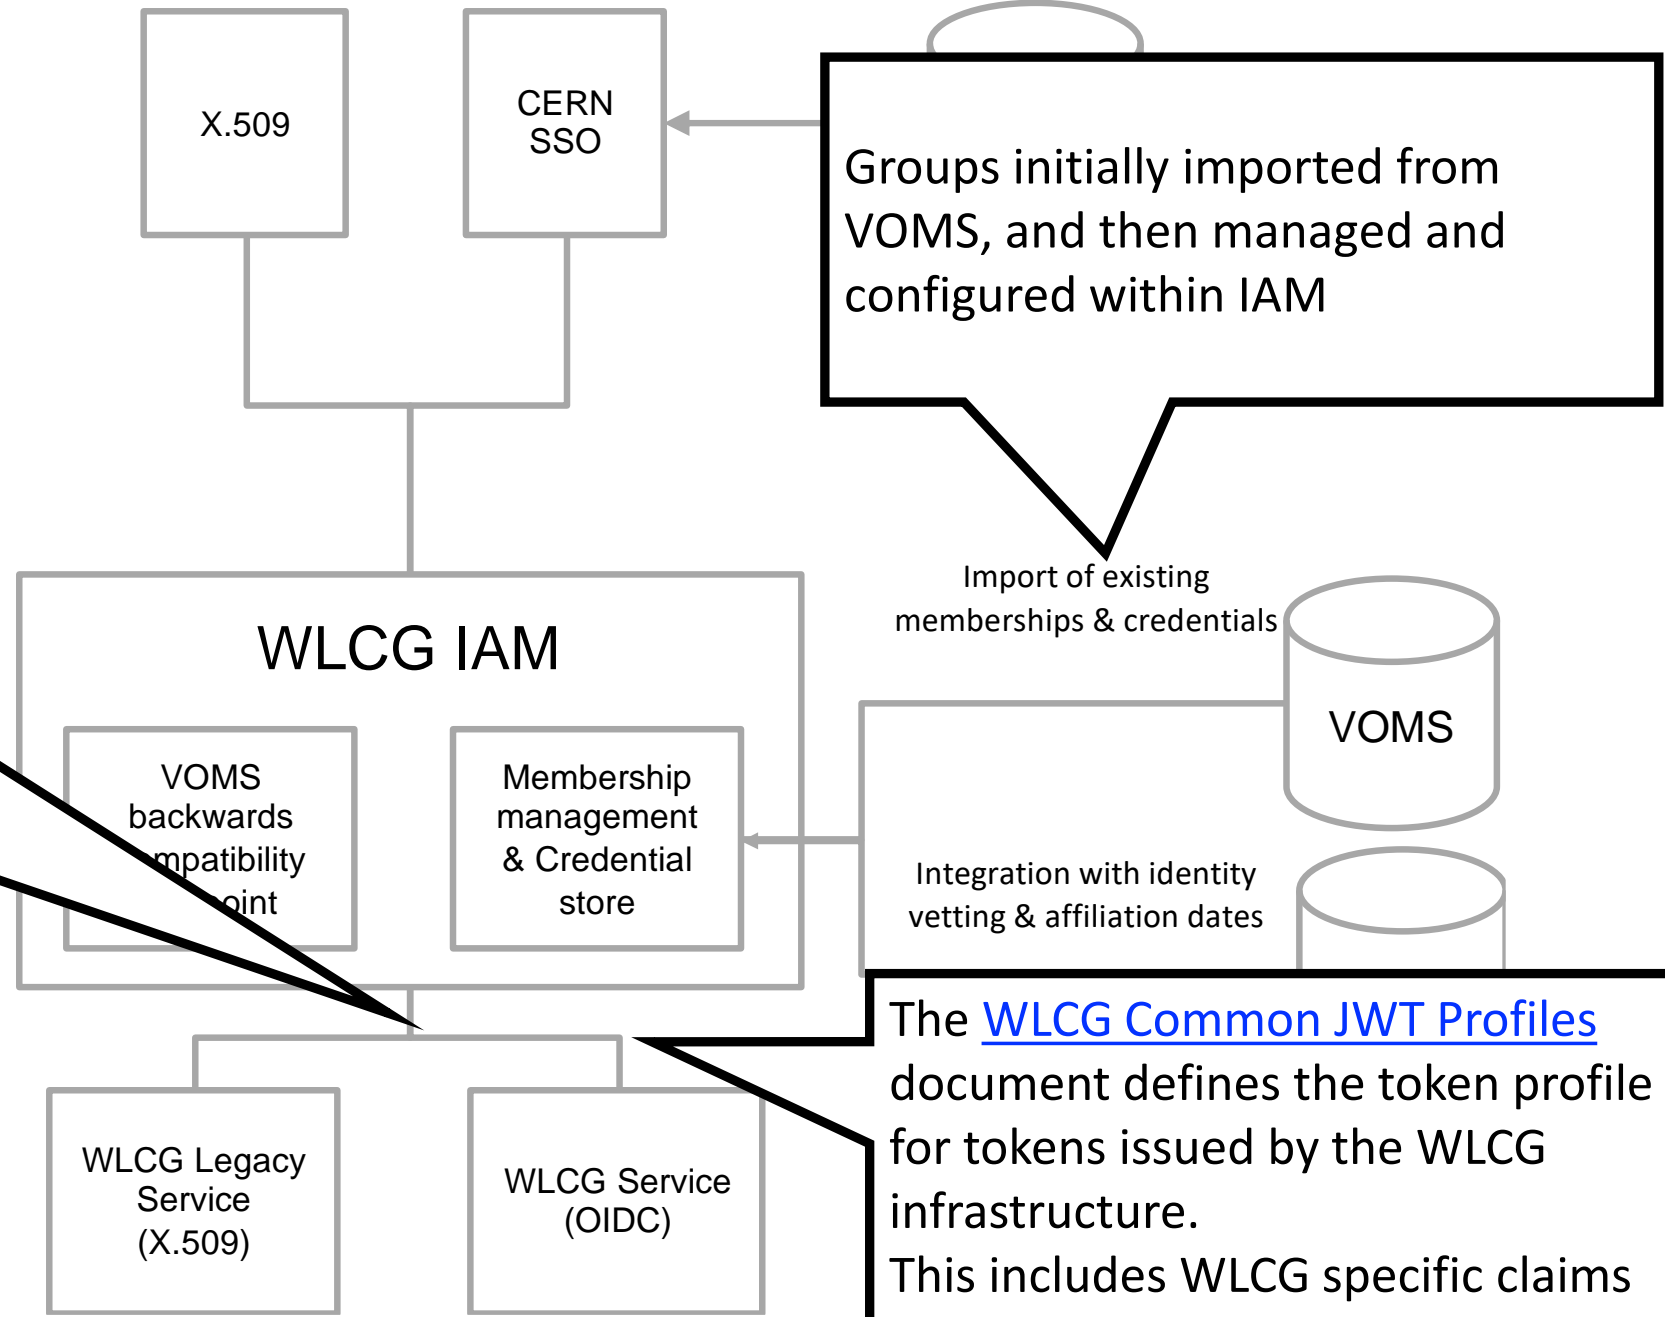 X.509
CERN
SSO
Groups initially imported from
VOMS, and then managed and
configured within IAM
Import of existing
memberships & credentials
WLCG IAM
VOMS
VOMS
backwards
mpatibility
oint
Membership
management
& Credential
store
Integration with identity
vetting & affiliation dates
The WLCG Common JWT Profiles
document defines the token profile
for tokens issued by the WLCG
infrastructure.
This includes WLCG specific claims
WLCG Legacy
Service
(X.509)
WLCG Service
(OIDC)